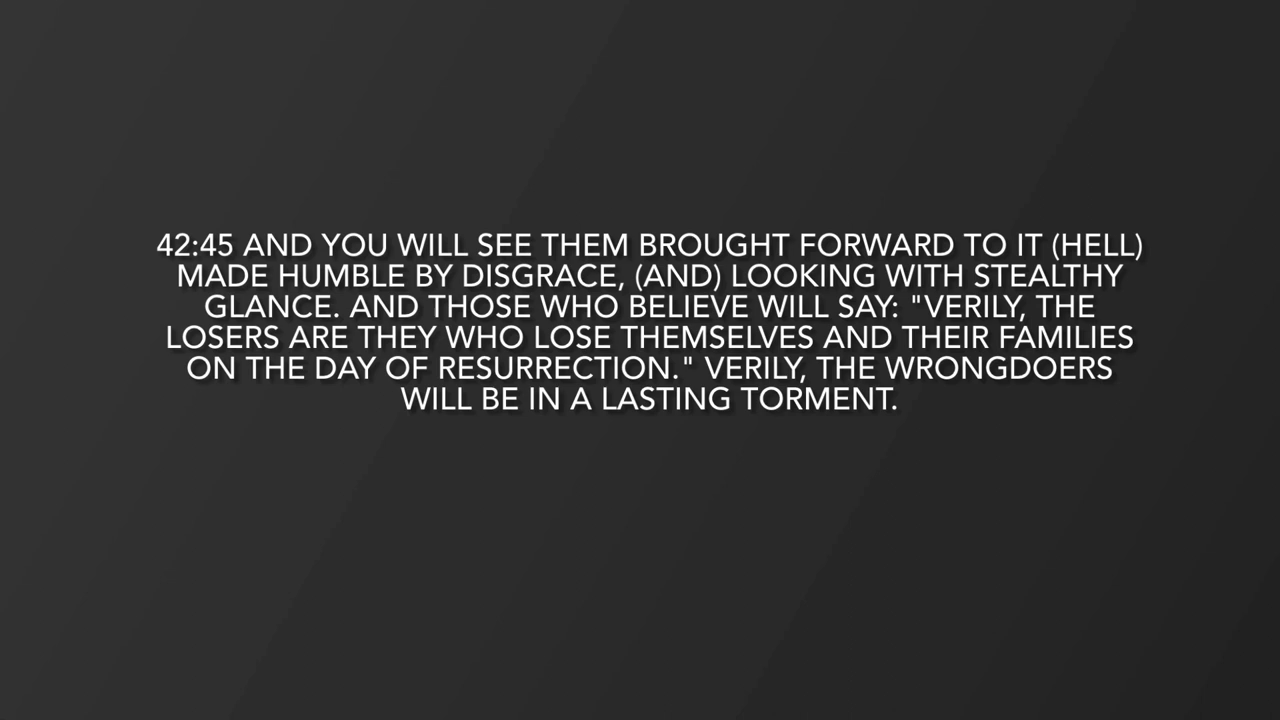 42:45 AND YOU WILL SEE THEM BROUGHT FORWARD TO IT (HELL)
MADE HUMBLE BY DISGRACE, (AND) LOOKING WITH STEALTHY
GLANCE. AND THOSE WHO BELIEVE WILL SAY: "VERILY, THE
LOSERS ARE THEY WHO LOSE THEMSELVES AND THEIR FAMILIES
ON THE DAY OF RESURRECTION." VERILY, THE WRONGDOERS
WILL BE IN A LASTING TORMENT.